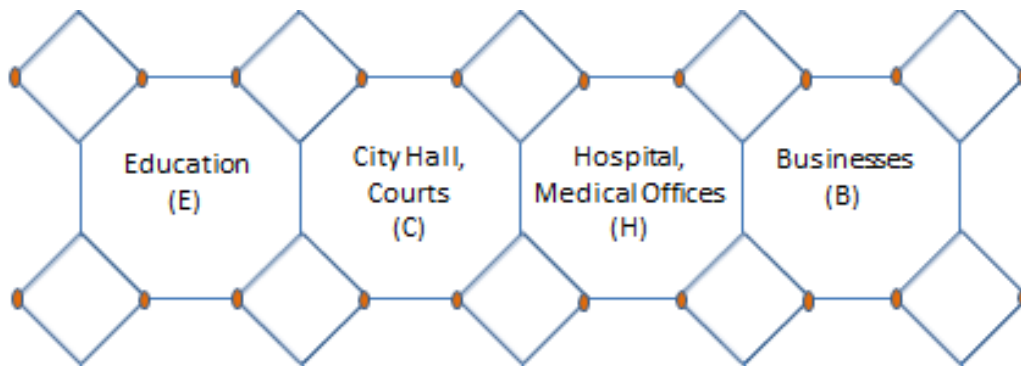 Education
(E)
City Hall,
Courts
(C)
Hospital,
Medical Offices
(H)
Businesses
(B)